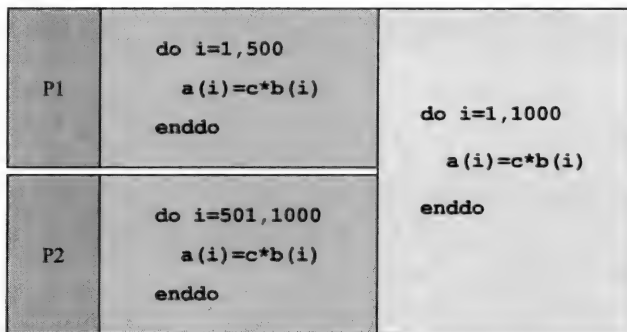 P1
do i=1,500
a(i)=c*b(i)
enddo
P2
do i=501,1000
a(i)=c*b(i)
enddo
do i=1,1000
a(i)=c*b(i)
enddo